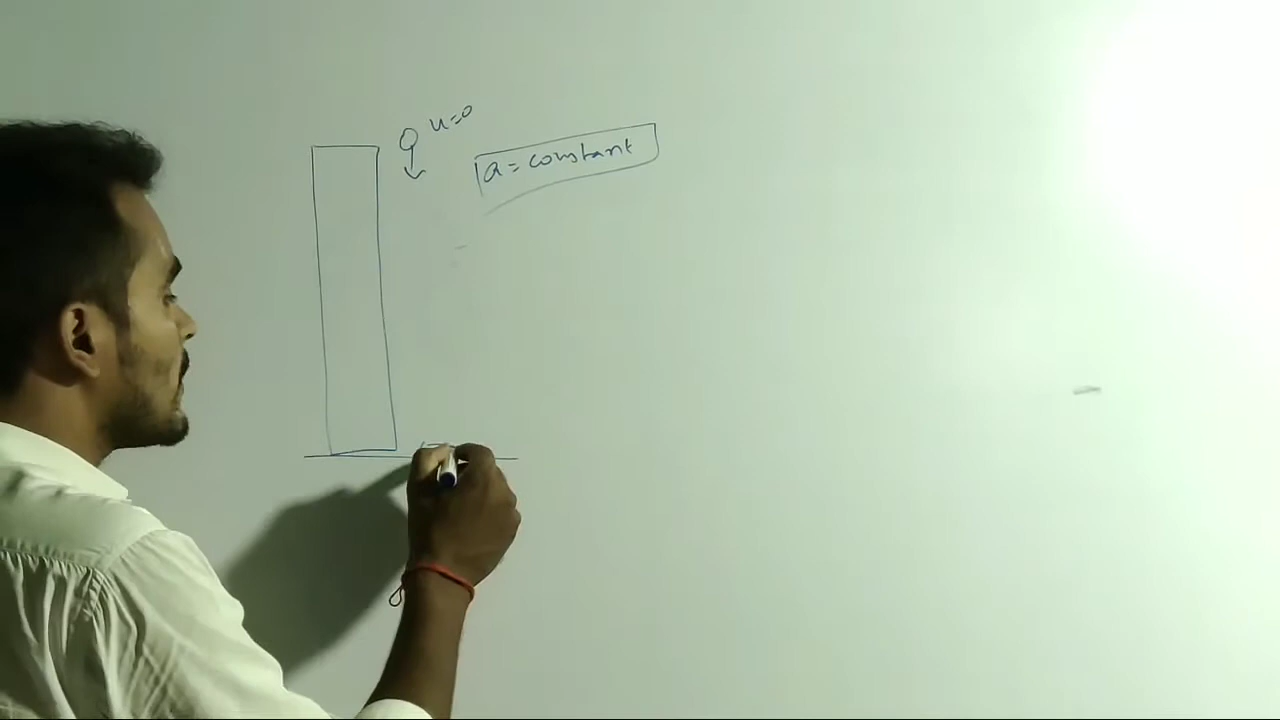 u=0
a = constant